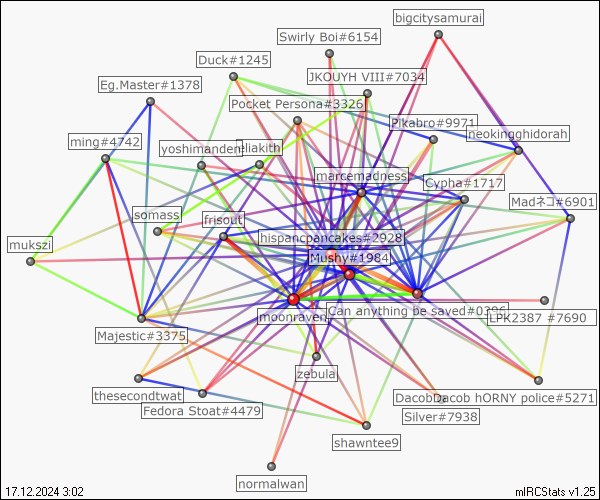 bigcitysamurai
Swirly Boi#6154
Duck#1245
JKOUYH VIII#7034
Eg.Master#1378
Pocket Persona#3326
Pikabro#9971
neokingghidorah
ming#4742
yoshimanden
eliakith
marcemadness
Cypha#1717
Madネコ#6901
somass
frisout
mukszi
hispancpancakes#2928
Mushy#1984
moonraven
Can anything be saved#0396
LPK2387 #7690
Majestic#3375
zebula
thesecondtwat
Fedora Stoat#4479
Dacob hORNY police#5271
Silver#7938
shawntee9
normalwan
17.12.2024 3:02
mIRCStats v1.25